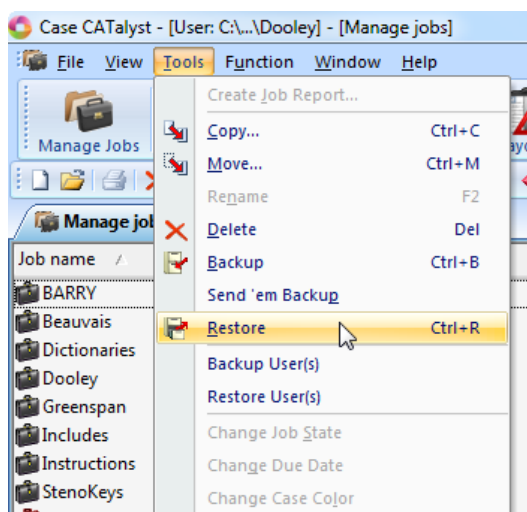 Case CATalyst - [User: C:\...\Dooley] - [Manage jobs]
File View Tools Function Window Help
Manage Jobs
Create Job Report...
Copy... Ctrl+C
Move... Ctrl+M
Rename F2
Delete Del
Backup Ctrl+B
Send 'em Backup
Restore Ctrl+R
Backup User(s)
Restore User(s)
Change Job State
Change Due Date
Change Case Color
Manage jo
Job name
BARRY
Beauvais
Dictionaries
Dooley
Greenspan
Includes
Instructions
StenoKeys